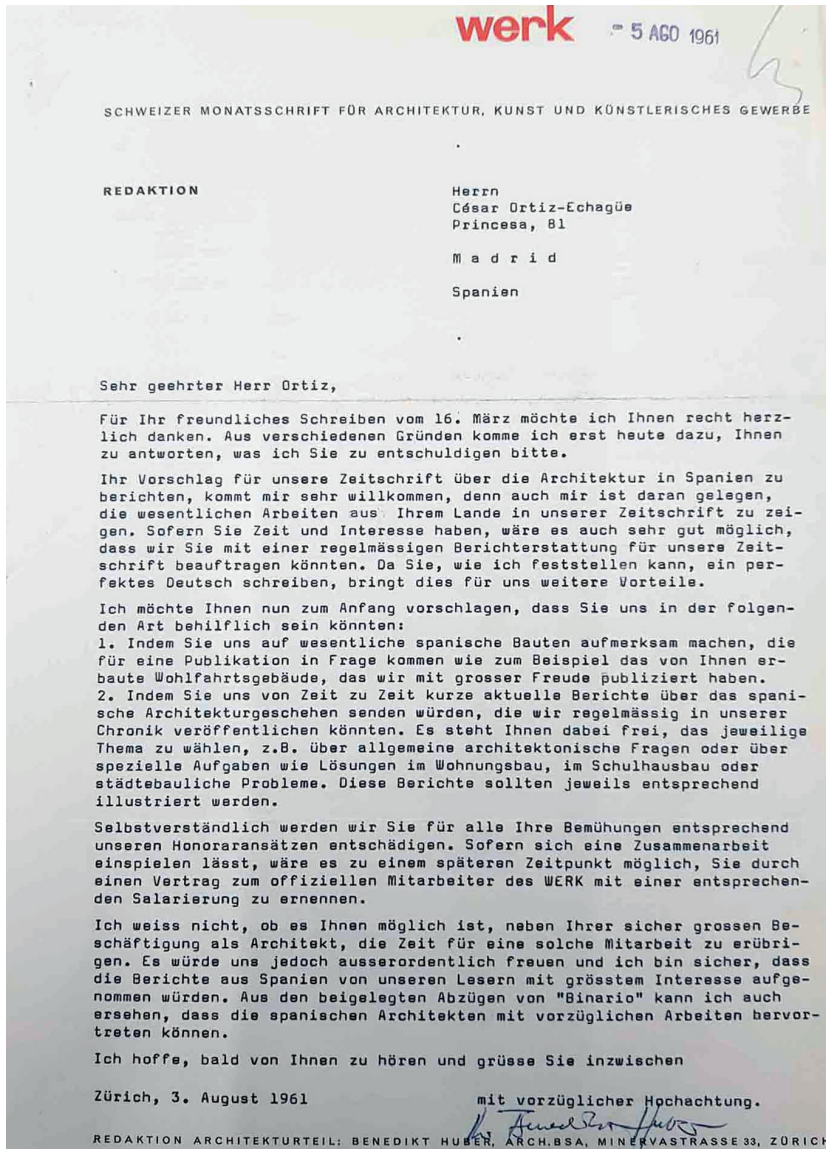 werk
- 5 AGO 1961
SCHWEIZER MONATSSCHRIFT FÜR ARCHITEKTUR, KUNST UND KÜNSTLERISCHES GEWERBE
REDAKTION
Herrn
César Ortiz-Echagüe
Princesa, 81
M a d r i d
Spanien
Sehr geehrter Herr Ortiz,
Für Ihr freundliches Schreiben vom 16. März möchte ich Ihnen recht herz-
lich danken. Aus verschiedenen Gründen komme ich erst heute dazu, Ihnen
zu antworten, was ich Sie zu entschuldigen bitte.
Ihr Vorschlag für unsere Zeitschrift über die Architektur in Spanien zu
berichten, kommt mir sehr willkommen, denn auch mir ist daran gelegen,
die wesentlichen Arbeiten aus Ihrem Lande in unserer Zeitschrift zu zei-
gen. Sofern Sie Zeit und Interesse haben, wäre es auch sehr gut möglich,
dass wir Sie mit einer regelmässigen Berichterstattung für unsere Zeit-
schrift beauftragen könnten. Da Sie, wie ich feststellen kann, ein per-
fektes Deutsch schreiben, bringt dies für uns weitere Vorteile.
Ich möchte Ihnen nun zum Anfang vorschlagen, dass Sie uns in der folgen-
den Art behilflich sein könnten:
1. Indem Sie uns auf wesentliche spanische Bauten aufmerksam machen, die
für eine Publikation in Frage kommen wie zum Beispiel das von Ihnen er-
baute Wohlfahrtsgebäude, das wir mit grosser Freude publiziert haben.
2. Indem Sie uns von Zeit zu Zeit kurze aktuelle Berichte über das spani-
sche Architekturgeschehen senden würden, die wir regelmässig in unserer
Chronik veröffentlichen könnten. Es steht Ihnen dabei frei, das jeweilige
Thema zu wählen, z.B. über allgemeine architektonische Fragen oder über
spezielle Aufgaben wie Lösungen im Wohnungsbau, im Schulhausbau oder
städtebauliche Probleme. Diese Berichte sollten jeweils entsprechend
illustriert werden.
Selbstverständlich werden wir Sie für alle Ihre Bemühungen entsprechend
unseren Honoraransätzen entschädigen. Sofern sich eine Zusammenarbeit
einspielen lässt, wäre es zu einem späteren Zeitpunkt möglich, Sie durch
einen Vertrag zum offiziellen Mitarbeiter des WERK mit einer entsprechen-
den Salarierung zu ernennen.
Ich weiss nicht, ob es Ihnen möglich ist, neben Ihrer sicher grossen Be-
schäftigung als Architekt, die Zeit für eine solche Mitarbeit zu erübri-
gen. Es würde uns jedoch ausserordentlich freuen und ich bin sicher, dass
die Berichte aus Spanien von unseren Lesern mit grösstem Interesse aufge-
nommen würden. Aus den beigelegten Abzügen von "Binario" kann ich auch
ersehen, dass die spanischen Architekten mit vorzüglichen Arbeiten hervor-
treten können.
Ich hoffe, bald von Ihnen zu hören und grüsse Sie inzwischen
Zürich, 3. August 1961
mit vorzüglicher Hochachtung.
Benedikt Huber
REDAKTION ARCHITEKTURTEIL: BENEDIKT HUBER, ARCH. BSA, MINERVASTRASSE 33, ZÜRICH